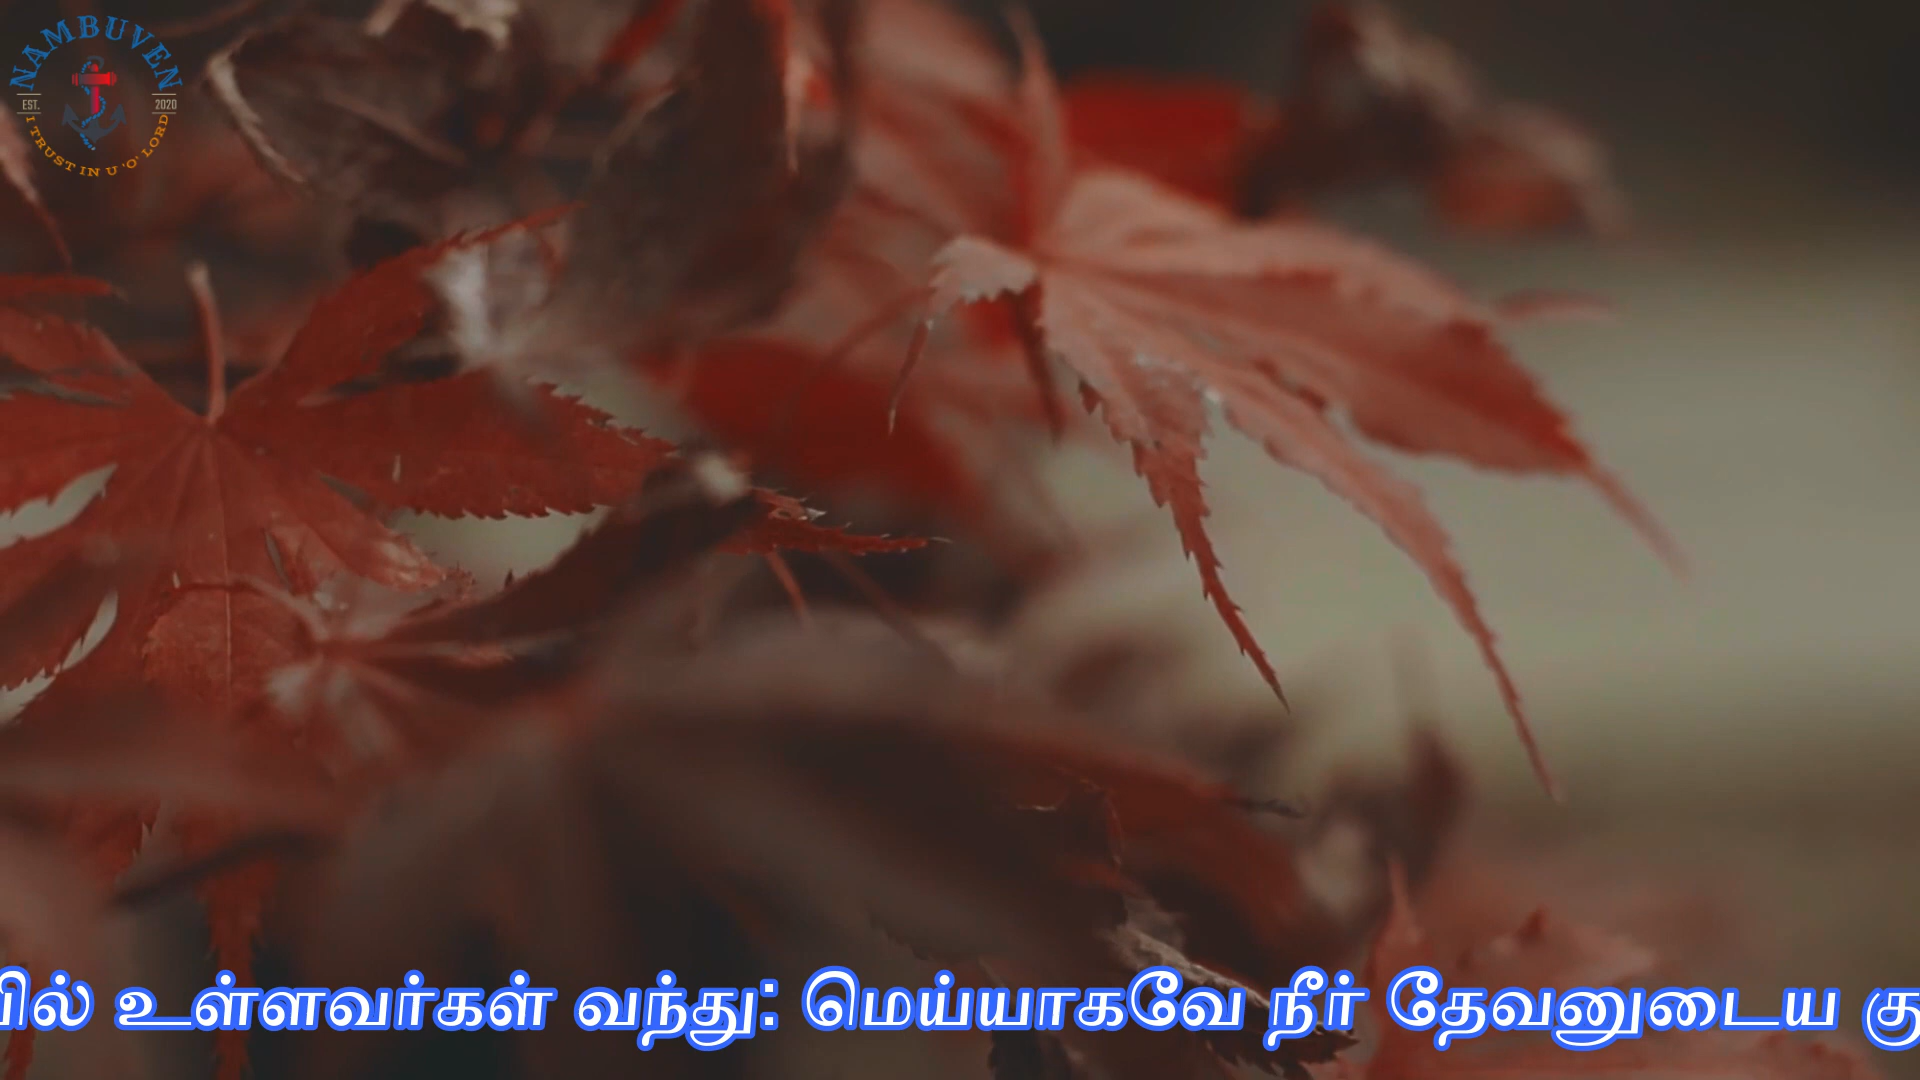 NAMBUVEN
EST. 2020
I TRUST IN U 'O' LORD
உள்ளவர்கள் வந்து: மெய்யாகவே நீர் தேவனுடைய